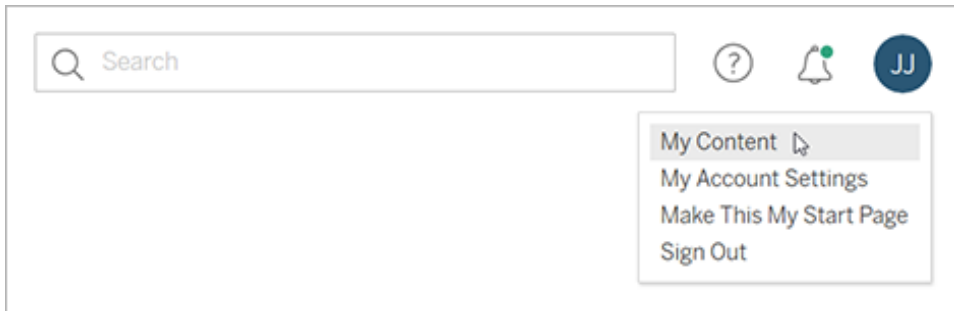 Search
?
JJ
My Content
My Account Settings
Make This My Start Page
Sign Out